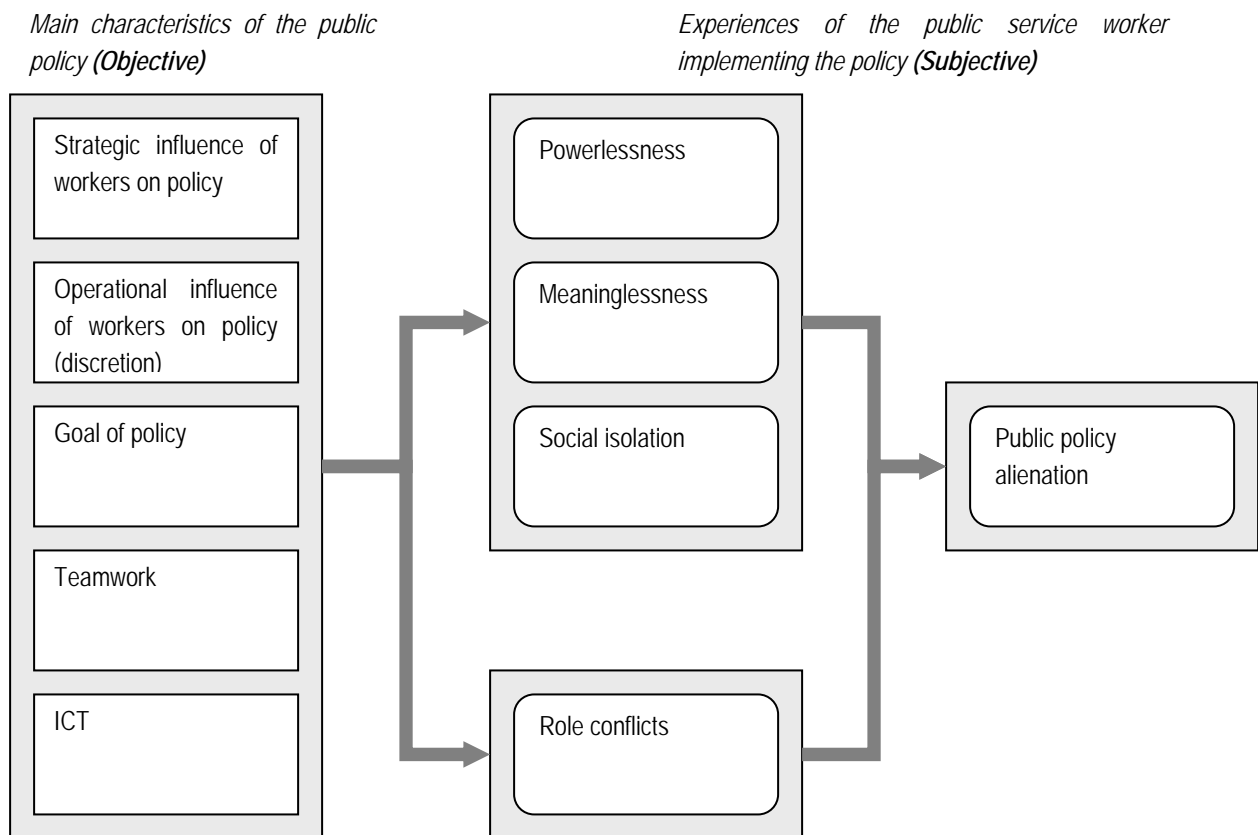 Main characteristics of the public
policy (Objective)
Experiences of the public service worker
implementing the policy (Subjective)
Strategic influence of
workers on policy
Operational influence
of workers on policy
(discretion)
Goal of policy
Teamwork
ICT
Powerlessness
Meaninglessness
Social isolation
Role conflicts
Public policy
alienation